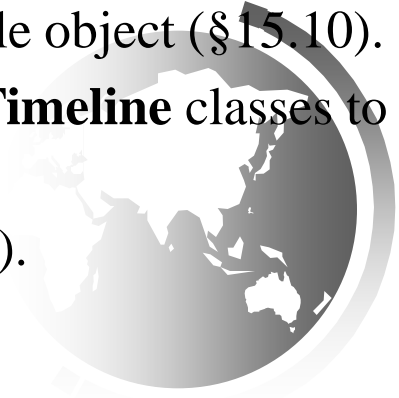 le object (§15.10).
Timeline classes to
).